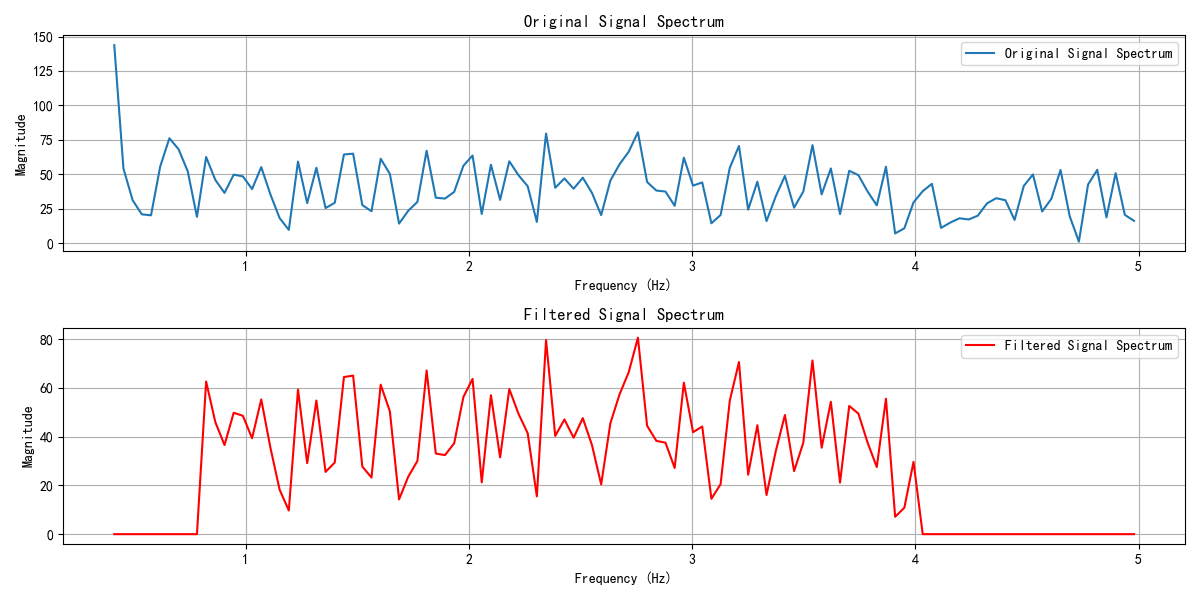 Original Signal Spectrum
150
125
100
75
50
25
0
Magnitude
Original Signal Spectrum
1 2 3 4 5
Frequency (Hz)
Filtered Signal Spectrum
80
60
40
20
0
Magnitude
Filtered Signal Spectrum
1 2 3 4 5
Frequency (Hz)